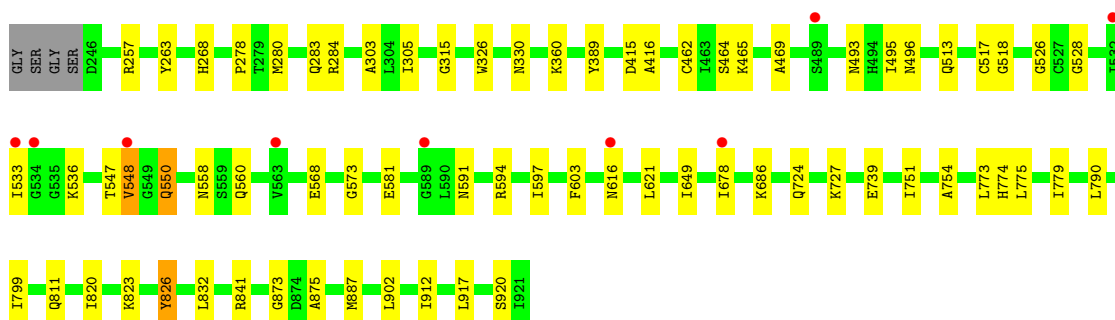 GLY SER GLY SER D246 R257 Y263 H268 P278 T279 M280 Q283 R284 A303 L304 I305 G315 W326 N330 K360 Y389 D415 A416 C462 I463 S464 K465 A469 S489 N493 H494 I495 N496 Q513 C517 G518 G526 C527 G528 I532
I533 G534 G535 K536 T547 V548 G549 Q550 N558 S559 Q560 V563 E568 G573 E581 G589 L590 N591 R594 I597 F603 N616 L621 I649 I678 K686 Q724 K727 E739 I751 A754 L773 H774 L775 I779 L790
I799 Q811 I820 K823 Y826 L832 R841 G873 D874 A875 M887 L902 I912 L917 S920 I921